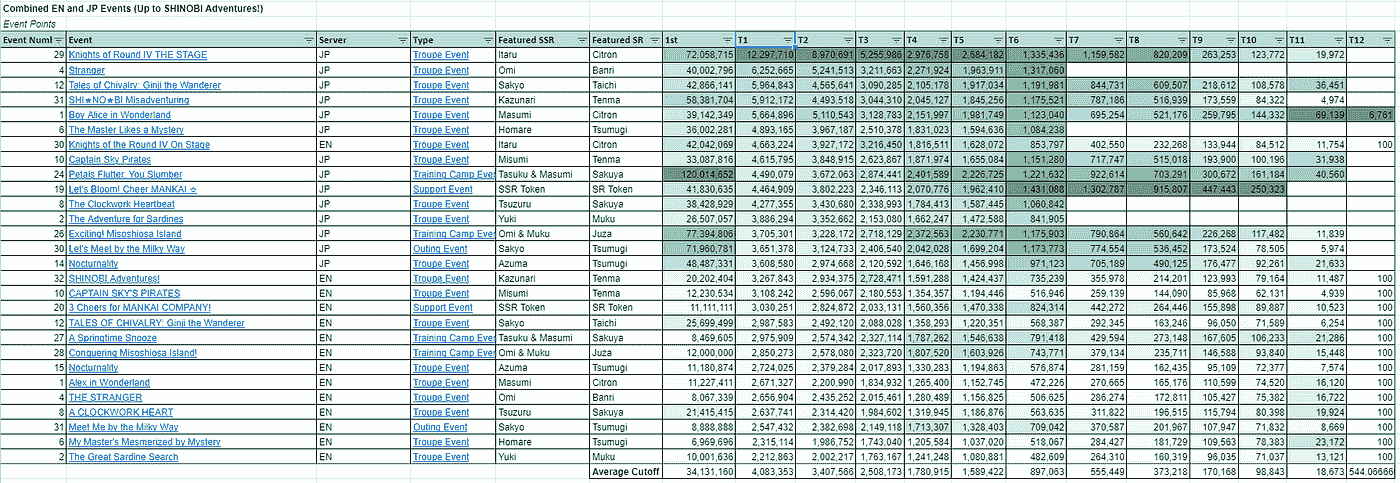 Combined EN and JP Events (Up to SHINOBI Adventures!)
Event Points
Event Numl Event Server Type Featured SSR Featured SR 1st T1 T2 T3 T4 T5 T6 T7 T8 T9 T10 T11 T12
29 Knights of Round IV THE STAGE JP Troupe Event Itaru Citron 72,058,715 12,297,710 8,970,691 5,255,986 2,976,758 2,684,182 1,335,436 1,159,582 820,209 263,253 123,772 19,972
4 Stranger JP Troupe Event Omi Banri 40,002,796 6,252,665 5,241,513 3,211,663 2,271,924 1,963,911 1,317,060
12 Tales of Chivalry: Ginji the Wanderer JP Troupe Event Sakyo Taichi 42,866,141 5,964,843 4,565,641 3,090,285 2,105,178 1,917,034 1,191,981 844,731 609,507 218,612 108,578 36,451
31 SHI★NO★BI Misadventuring JP Troupe Event Kazunari Tenma 58,381,704 5,912,172 4,493,518 3,044,310 2,045,127 1,845,256 1,175,521 787,186 516,939 173,559 84,322 4,974
1 Boy Alice in Wonderland JP Troupe Event Masumi Citron 39,142,349 5,664,896 5,110,543 3,128,783 2,151,997 1,981,749 1,123,040 695,254 521,176 259,795 144,332 69,139 6,761
6 The Master Likes a Mystery JP Troupe Event Homare Tsumugi 36,002,281 4,893,165 3,967,187 2,510,378 1,831,023 1,594,636 1,084,238
30 Knights of the Round IV On Stage EN Troupe Event Itaru Citron 42,042,069 4,663,224 3,927,172 3,216,450 1,816,511 1,628,072 853,797 402,550 232,268 133,944 84,512 11,754 100
10 Captain Sky Pirates JP Troupe Event Misumi Tenma 33,087,816 4,615,795 3,848,915 2,623,867 1,871,974 1,655,084 1,151,280 717,747 515,018 193,900 100,196 31,938
24 Petals Flutter, You Slumber JP Training Camp Eve Tasuku & Masumi Sakuya 120,014,652 4,490,079 3,672,063 2,874,441 2,401,589 2,226,725 1,221,632 922,614 703,291 300,672 161,184 40,560
19 Let's Bloom! Cheer MANKAI ☆ JP Support Event SSR Token SR Token 41,830,635 4,464,909 3,802,223 2,346,113 2,070,776 1,962,410 1,431,088 1,302,787 915,807 447,443 250,323
8 The Clockwork Heartbeat JP Troupe Event Tsuzuru Sakuya 38,428,929 4,277,355 3,430,680 2,338,993 1,784,413 1,587,445 1,060,842
2 The Adventure for Sardines JP Troupe Event Yuki Muku 26,507,057 3,886,294 3,352,662 2,153,080 1,662,247 1,472,588 841,905
26 Exciting! Misoshiosa Island JP Training Camp Eve Omi & Muku Juza 77,394,806 3,705,301 3,228,172 2,718,129 2,372,563 2,230,771 1,175,903 790,864 560,642 226,268 117,482 11,839
30 Let's Meet by the Milky Way JP Outing Event Sakyo Tsumugi 71,960,781 3,651,378 3,124,733 2,406,540 2,042,028 1,699,204 1,173,773 774,554 536,452 173,524 78,505 5,974
14 Nocturnality JP Troupe Event Azuma Tsumugi 48,487,331 3,608,580 2,974,668 2,120,592 1,646,168 1,456,998 971,123 705,189 490,125 176,477 92,261 21,633
32 SHINOBI Adventures! EN Troupe Event Kazunari Tenma 20,202,404 3,267,843 2,934,375 2,728,471 1,591,288 1,424,437 735,239 355,978 214,201 123,993 79,164 11,487 100
10 CAPTAIN SKY'S PIRATES EN Troupe Event Misumi Tenma 12,230,534 3,108,242 2,596,067 2,180,553 1,354,357 1,194,446 516,946 259,139 144,090 85,968 62,131 4,939 100
20 3 Cheers for MANKAI COMPANY! EN Support Event SSR Token SR Token 11,111,111 3,030,251 2,824,872 2,033,131 1,560,356 1,470,338 824,314 442,272 264,446 155,898 89,887 10,523 100
12 TALES OF CHIVALRY: Ginji the Wanderer EN Troupe Event Sakyo Taichi 25,699,499 2,987,583 2,492,120 2,088,028 1,358,293 1,220,351 568,387 292,345 163,246 96,050 71,589 6,254 100
27 A Springtime Snooze EN Training Camp Eve Tasuku & Masumi Sakuya 8,469,605 2,975,909 2,574,342 2,327,114 1,787,262 1,546,638 791,418 429,594 273,148 167,605 106,233 21,286 100
28 Conquering Misoshiosa Island! EN Training Camp Eve Omi & Muku Juza 12,000,000 2,850,273 2,578,080 2,323,720 1,807,520 1,603,926 743,771 379,134 235,711 146,588 93,840 15,448 100
15 Nocturnality EN Troupe Event Azuma Tsumugi 11,180,874 2,724,025 2,379,284 2,017,893 1,330,283 1,194,863 576,874 281,159 162,435 95,109 72,377 7,574 100
1 Alex in Wonderland EN Troupe Event Masumi Citron 11,227,411 2,671,327 2,200,990 1,834,932 1,265,400 1,152,745 472,226 270,665 165,176 110,599 74,520 16,120 100
4 THE STRANGER EN Troupe Event Omi Banri 8,067,339 2,656,904 2,435,252 2,015,461 1,280,489 1,156,825 506,625 286,274 172,811 105,427 75,382 16,722 100
8 A CLOCKWORK HEART EN Troupe Event Tsuzuru Sakuya 21,415,415 2,637,741 2,314,420 1,984,602 1,319,945 1,186,876 563,635 311,822 196,515 115,794 80,398 19,924 100
31 Meet Me by the Milky Way EN Outing Event Sakyo Tsumugi 8,888,888 2,547,432 2,382,698 2,149,118 1,713,307 1,328,403 709,042 370,587 201,967 107,947 71,832 8,669 100
6 My Master's Mesmerized by Mystery EN Troupe Event Homare Tsumugi 6,969,696 2,315,114 1,986,752 1,743,040 1,205,584 1,037,020 518,067 284,427 181,729 109,563 78,383 23,172 100
2 The Great Sardine Search EN Troupe Event Yuki Muku 10,001,636 2,212,863 2,002,217 1,763,167 1,241,248 1,080,881 482,609 264,310 160,319 96,035 71,037 13,121 100
Average Cutoff 34,131,160 4,083,353 3,407,566 2,508,173 1,780,915 1,589,422 897,063 555,449 373,218 170,168 98,843 18,673 544.06666